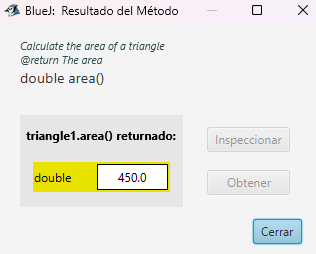 BlueJ: Resultado del Método
Calculate the area of a triangle
@return The area
double area()
triangle1.area() returnado:
double 450.0
Inspeccionar
Obtener
Cerrar